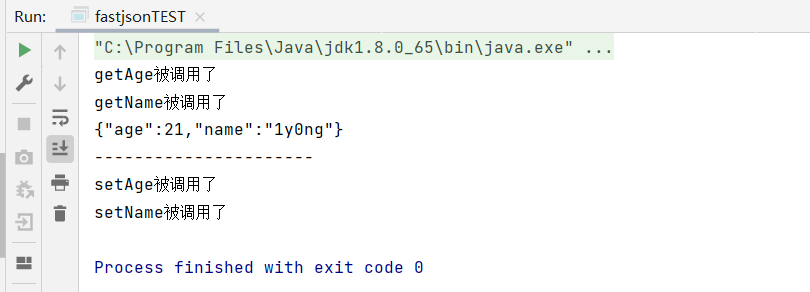 Run: fastjsonTEST
"C:\Program Files\Java\jdk1.8.0_65\bin\java.exe" ...
getAge被调用了
getName被调用了
{"age":21,"name":"1y0ng"}
----------------------
setAge被调用了
setName被调用了
Process finished with exit code 0